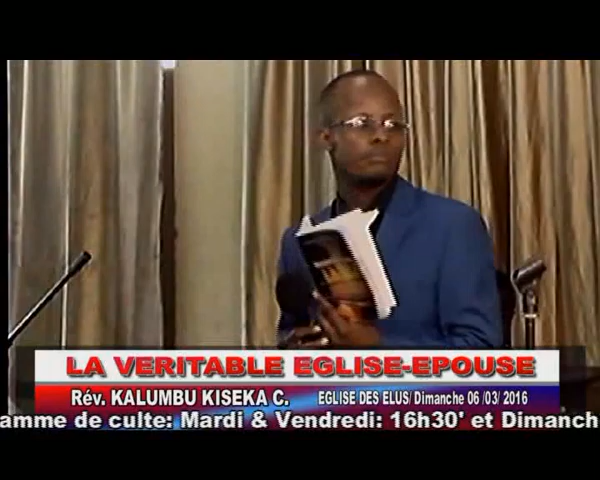 LA VERITABLE EGLISE-EPOUSE
Rév. KALUMBU KISEKA C. EGLISE DES ELUS/ Dimanche 06 /03/ 2016
amme de culte: Mardi & Vendredi: 16h30' et Dimanch